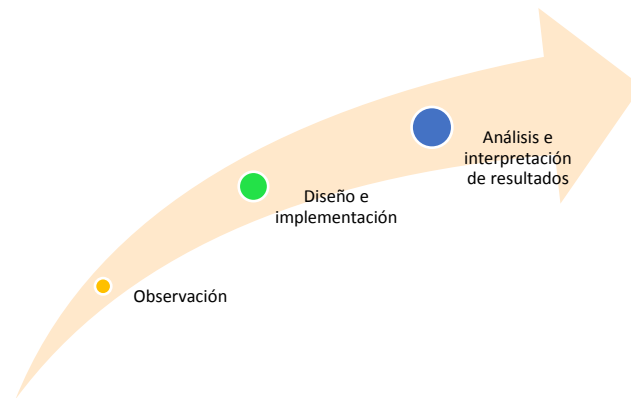 Observación
Diseño e
implementación
Análisis e
interpretación
de resultados